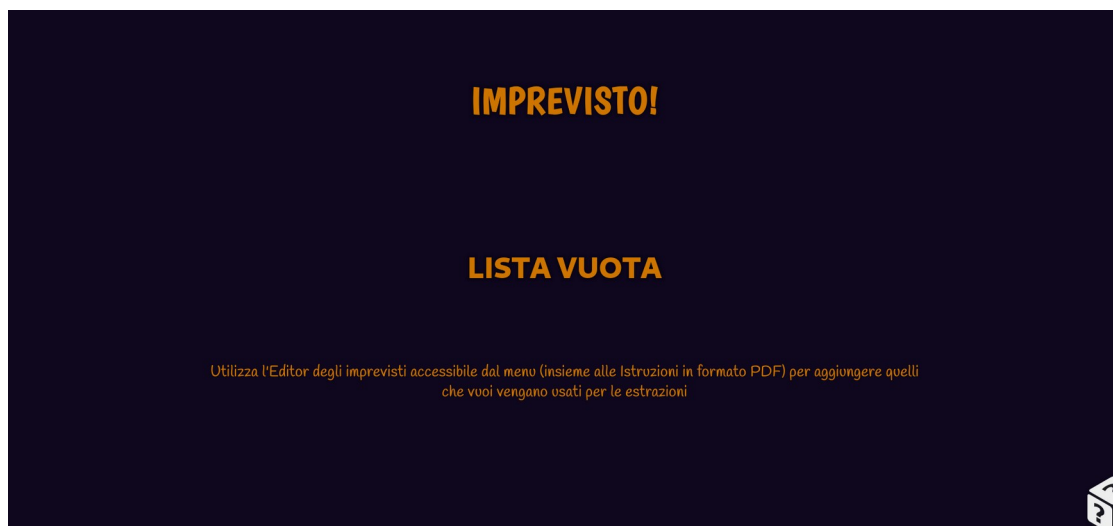 IMPREVISTO!
LISTA VUOTA
Utilizza l'Editor degli imprevisti accessibile dal menu (insieme alle Istruzioni in formato PDF) per aggiungere quelli
che vuoi vengano usati per le estrazioni
? ?